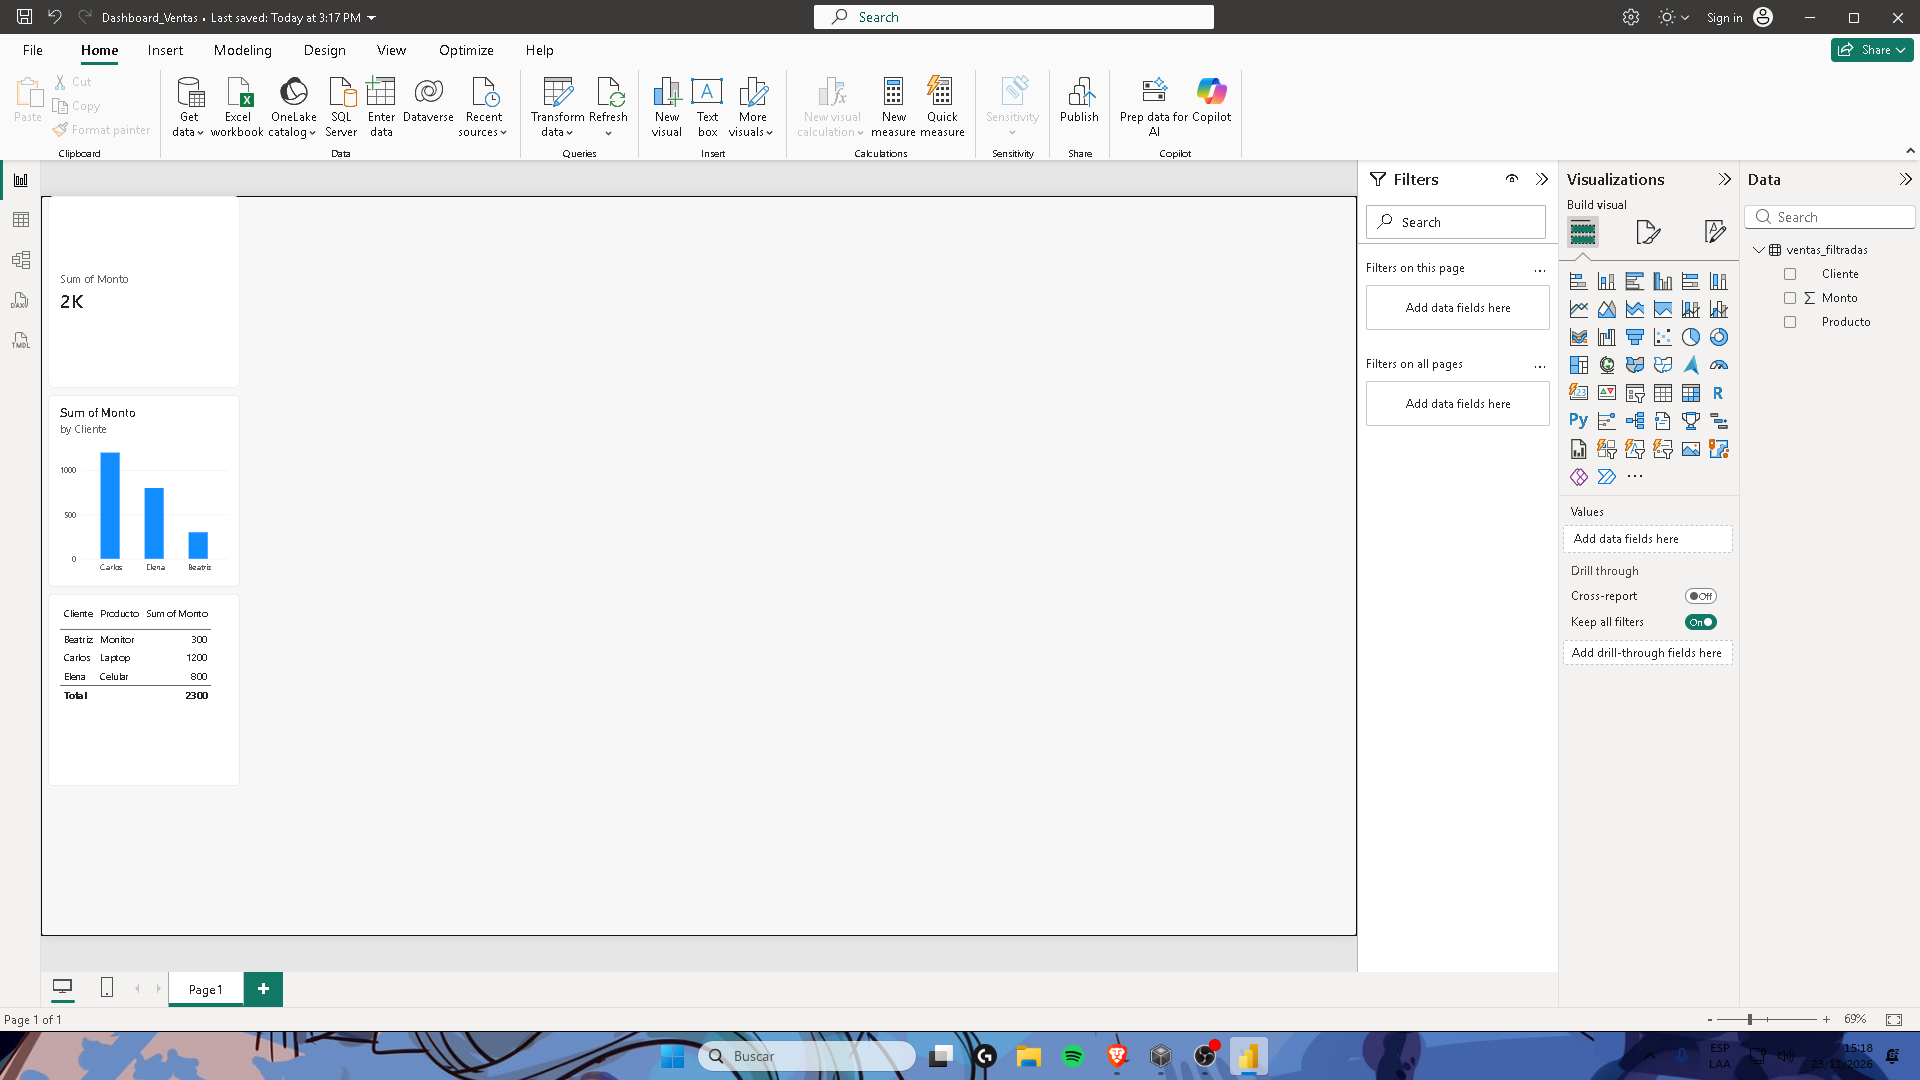 Dashboard_Ventas • Last saved: Today at 3:17 PM
Search
Sign in
File
Home
Insert
Modeling
Design
View
Optimize
Help
Share
Paste
Cut
Copy
Format painter
Clipboard
Get data
Excel workbook
OneLake catalog
SQL Server
Enter data
Dataverse
Recent sources
Data
Transform data
Refresh
Queries
New visual
Text box
More visuals
Insert
New visual calculation
New measure
Quick measure
Calculations
Sensitivity
Sensitivity
Publish
Share
Prep data for AI
Copilot
Copilot
DAX
TMDL
Sum of Monto
2K
Sum of Monto
by Cliente
1000
500
0
Carlos
Elena
Beatriz
Cliente Producto Sum of Monto
Beatriz Monitor 300
Carlos Laptop 1200
Elena Celular 800
Total 2300
Filters
Search
Filters on this page
...
Add data fields here
Filters on all pages
...
Add data fields here
Visualizations
Build visual
123
R
Py
...
Values
Add data fields here
Drill through
Cross-report
Off
Keep all filters
On
Add drill-through fields here
Data
Search
ventas_filtradas
Cliente
Monto
Producto
Page 1
Page 1 of 1
- + 69%
Buscar
ESP
LAA
15:18
23/11/2026